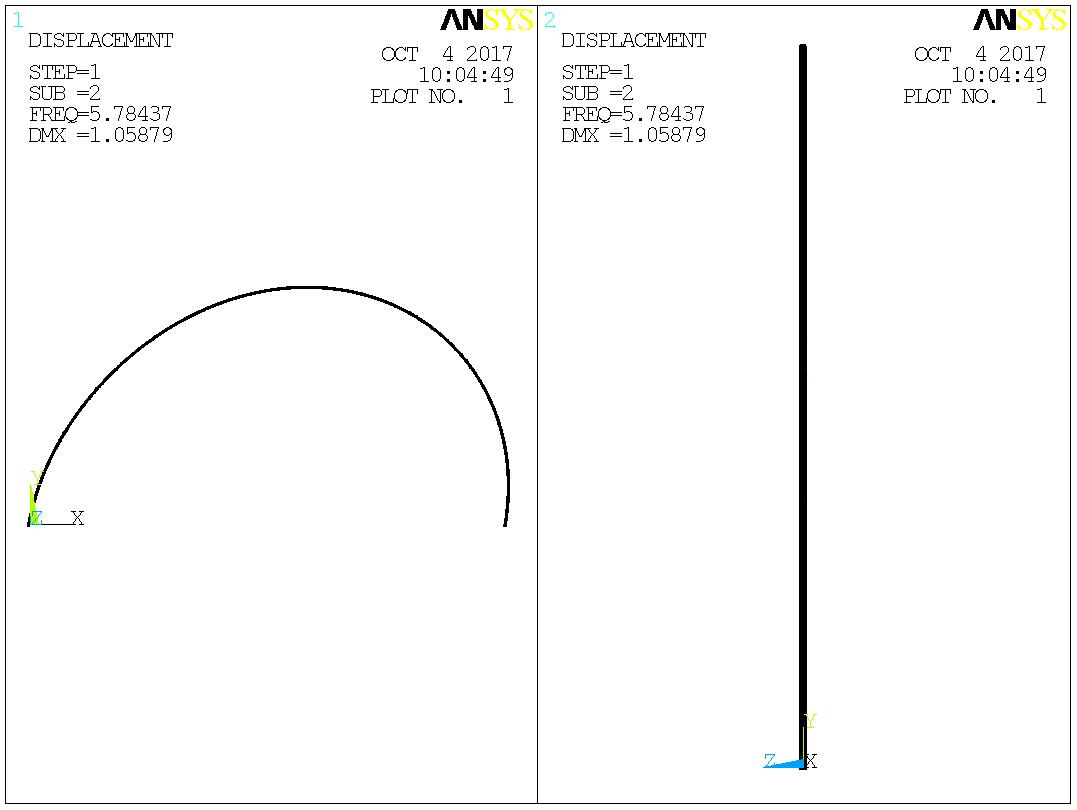 1
ANSYS
DISPLACEMENT
STEP=1
SUB =2
FREQ=5.78437
DMX =1.05879
OCT 4 2017
10:04:49
PLOT NO. 1
Y
Z X
2
ANSYS
DISPLACEMENT
STEP=1
SUB =2
FREQ=5.78437
DMX =1.05879
OCT 4 2017
10:04:49
PLOT NO. 1
Y
Z X